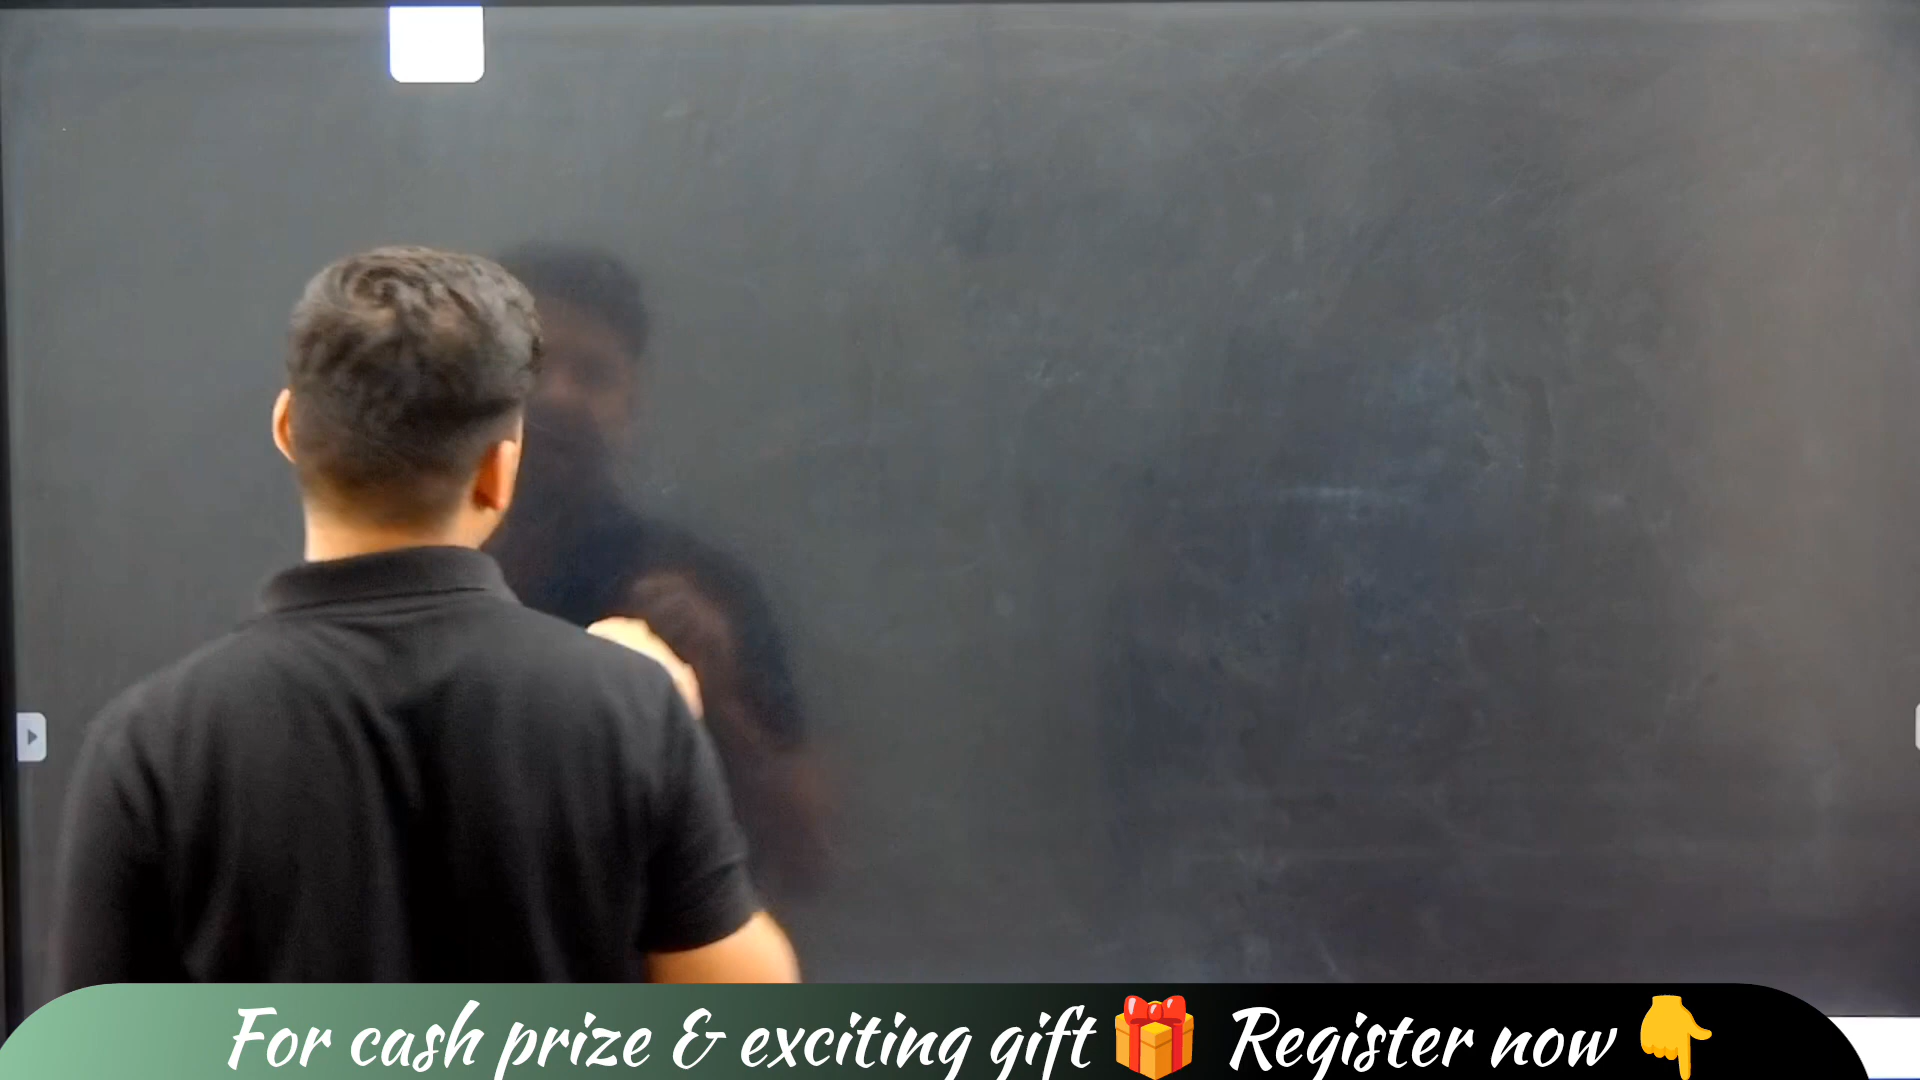 For cash prize & exciting gift 🎁 Register now 👇